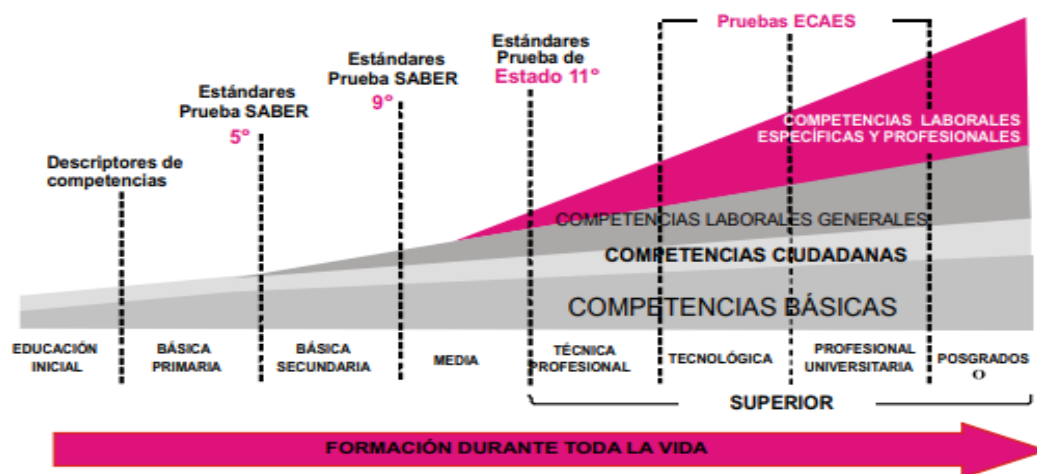 Pruebas ECAES
Estándares
Prueba de
Estado 11°
Estándares
Prueba SABER
9°
Estándares
Prueba SABER
5°
Descriptores de
competencias
COMPETENCIAS LABORALES
ESPECÍFICAS Y PROFESIONALES
COMPETENCIAS LABORALES GENERALES
COMPETENCIAS CIUDADANAS
COMPETENCIAS BÁSICAS
EDUCACIÓN
INICIAL
BÁSICA
PRIMARIA
BÁSICA
SECUNDARIA
MEDIA
TÉCNICA
PROFESIONAL
TECNOLÓGICA
PROFESIONAL
UNIVERSITARIA
POSGRADOS
O
SUPERIOR
FORMACIÓN DURANTE TODA LA VIDA